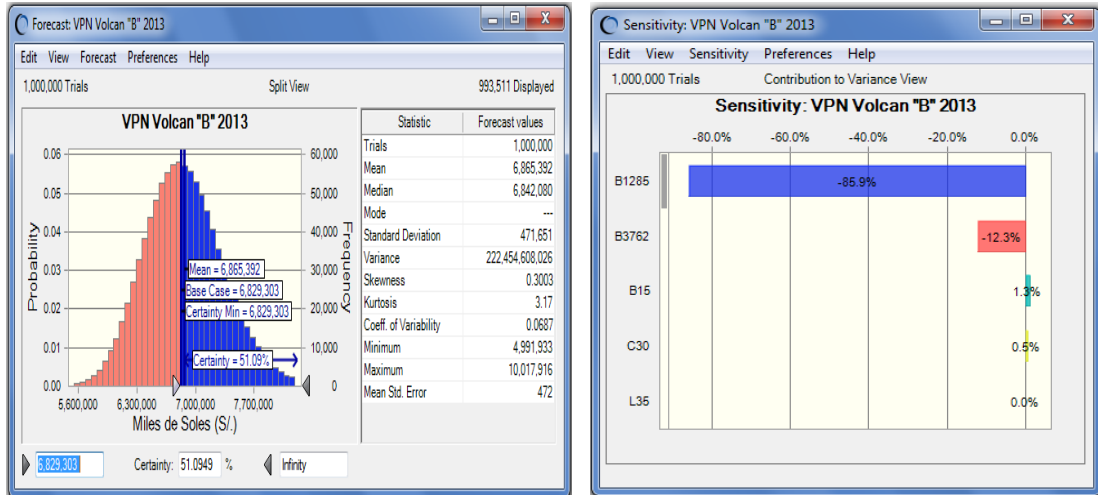 Forecast: VPN Volcan "B" 2013
Edit View Forecast Preferences Help
1,000,000 Trials Split View 993,511 Displayed
VPN Volcan "B" 2013
0.06
0.05
0.04
0.03
0.02
0.01
0.00
Probability
60,000
50,000
40,000
30,000
20,000
10,000
0
Frequency
Mean = 6,865,392
Base Case = 6,829,303
Certainty Min = 6,829,303
Certainty = 51.09%
5,600,000 6,300,000 7,000,000 7,700,000
Miles de Soles (S/.)
Statistic Forecast values
Trials 1,000,000
Mean 6,865,392
Median 6,842,080
Mode ---
Standard Deviation 471,651
Variance 222,454,608,026
Skewness 0.3003
Kurtosis 3.17
Coeff. of Variability 0.0687
Minimum 4,991,933
Maximum 10,017,916
Mean Std. Error 472
6,829,303 Certainty: 51.0949 % Infinity
Sensitivity: VPN Volcan "B" 2013
Edit View Sensitivity Preferences Help
1,000,000 Trials Contribution to Variance View
Sensitivity: VPN Volcan "B" 2013
-80.0% -60.0% -40.0% -20.0% 0.0%
B1285 -85.9%
B3762 -12.3%
B15 1.3%
C30 0.5%
L35 0.0%